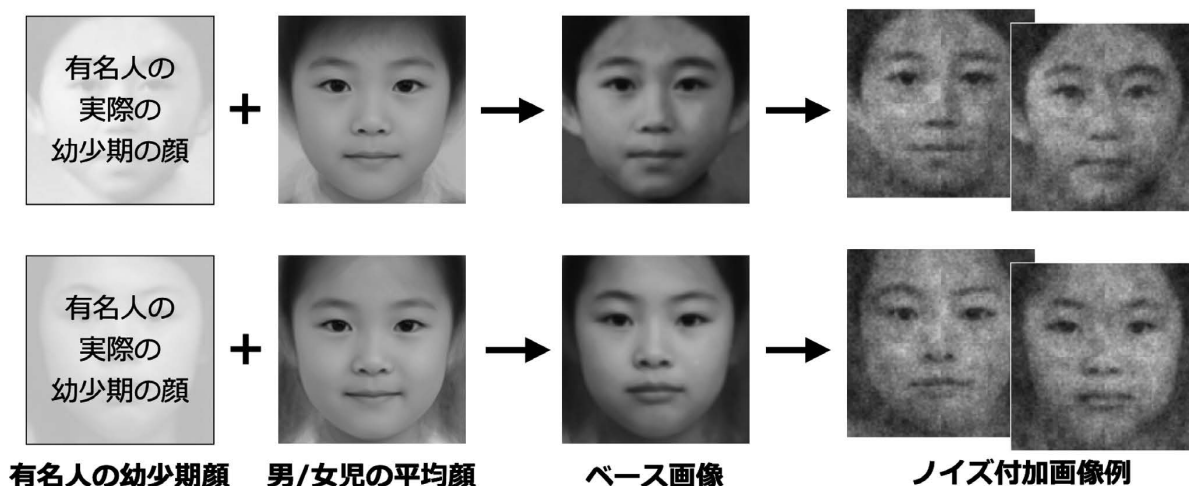 有名人の
実際の
幼少期の顔
有名人の
実際の
幼少期の顔
有名人の幼少期顔
男/女児の平均顔
ベース画像
ノイズ付加画像例